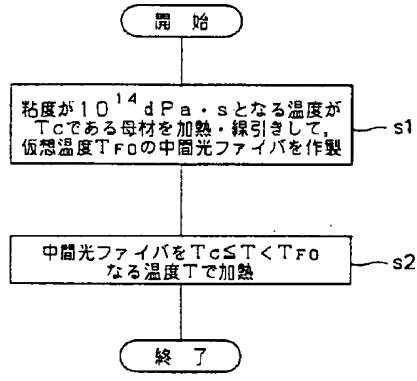 開 始
粘度が10¹⁴dPa・sとなる温度が
Tcである母材を加熱・線引きして,
仮想温度TF0の中間光ファイバを作製
s1
中間光ファイバをTc≦T<TF0
なる温度Tで加熱
s2
終 了